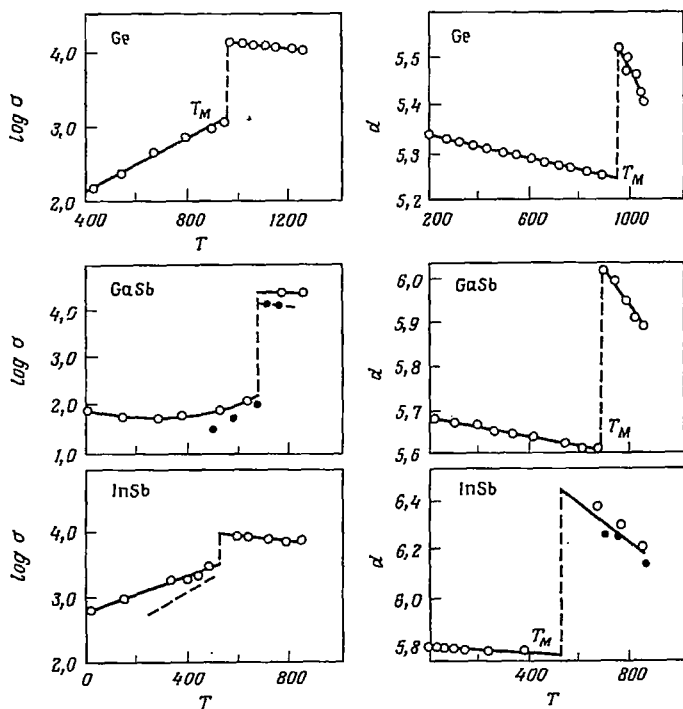 Ge
4,0
3,0
2,0
log σ
T_M
400
800
1200
T
Ge
5,5
5,4
5,3
5,2
d
T_M
200
600
1000
GaSb
4,0
3,0
2,0
1,0
log σ
GaSb
6,0
5,9
5,7
5,6
d
T_M
InSb
4,0
3,0
2,0
log σ
0
400
800
T
InSb
6,4
6,2
6,0
5,8
d
T_M
0
400
800
T